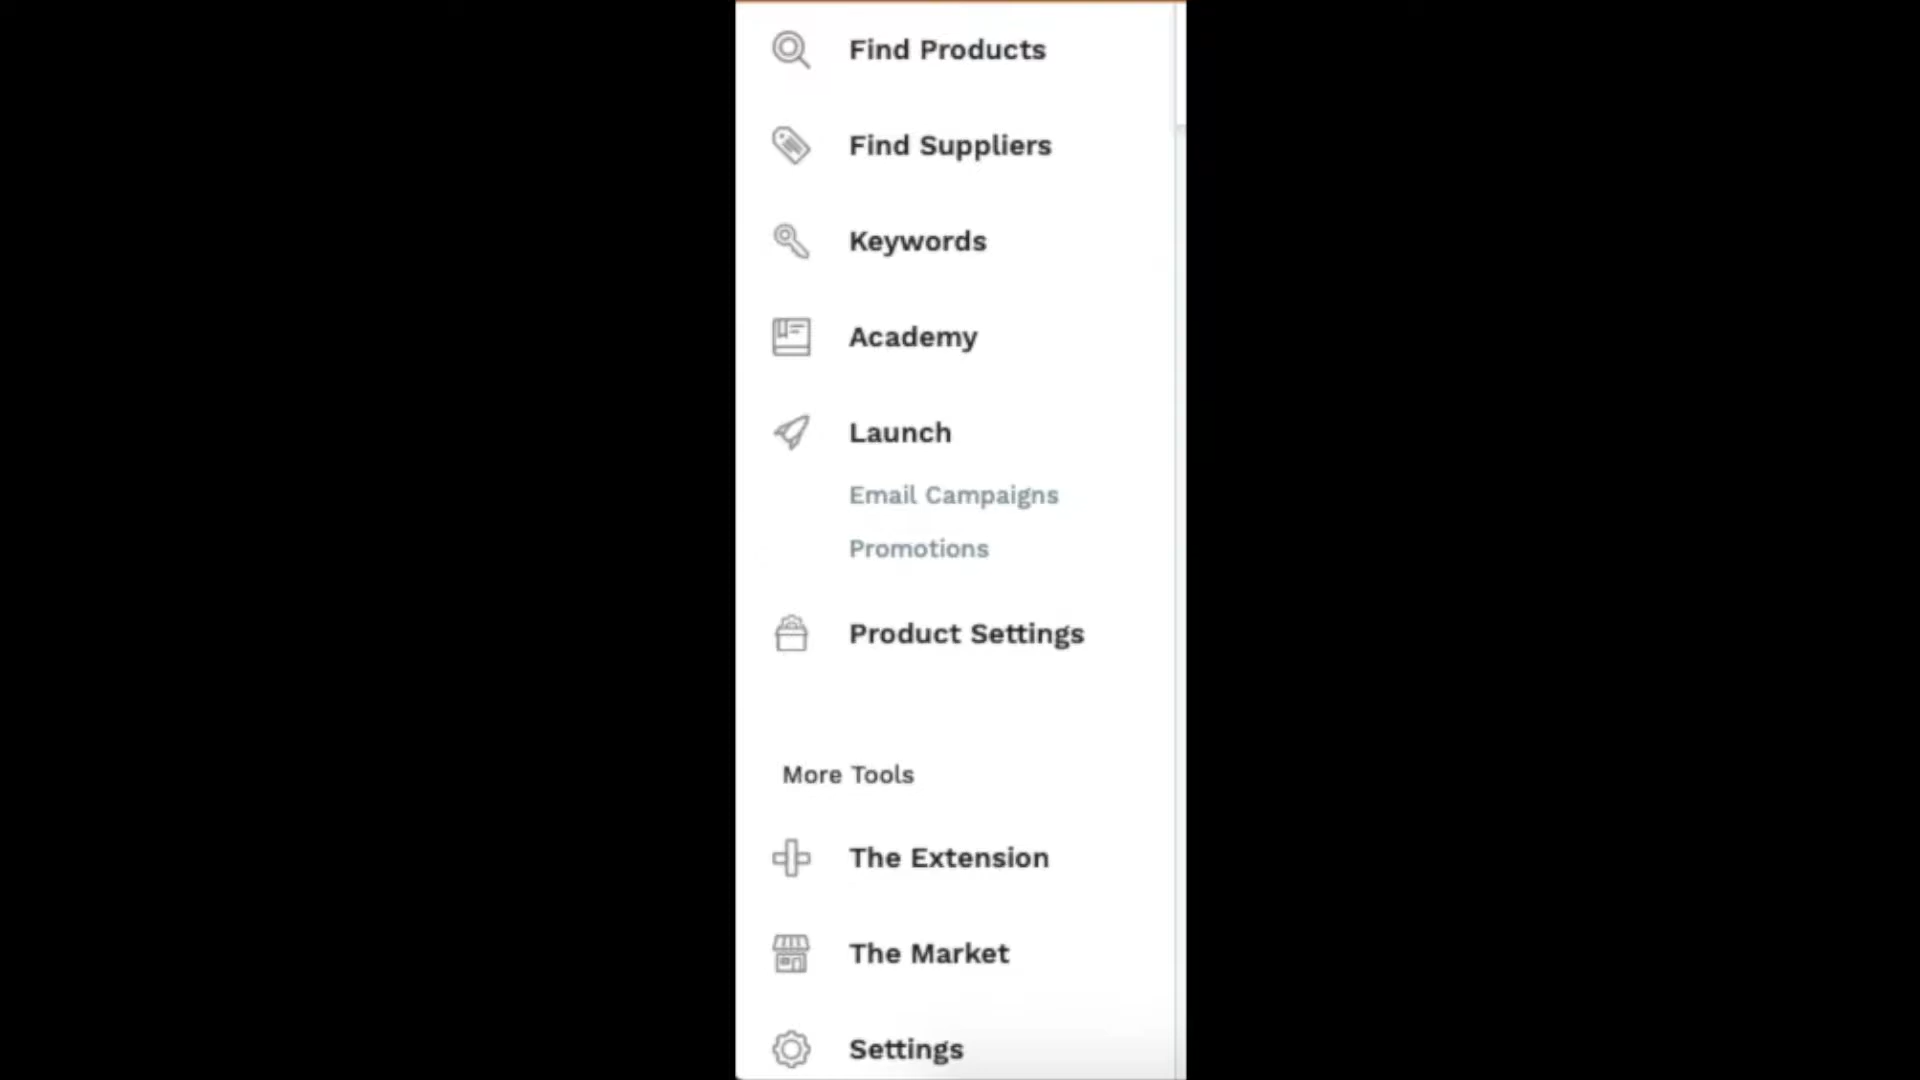 Find Products
Find Suppliers
Keywords
Academy
Launch
Email Campaigns
Promotions
Product Settings
More Tools
The Extension
The Market
Settings